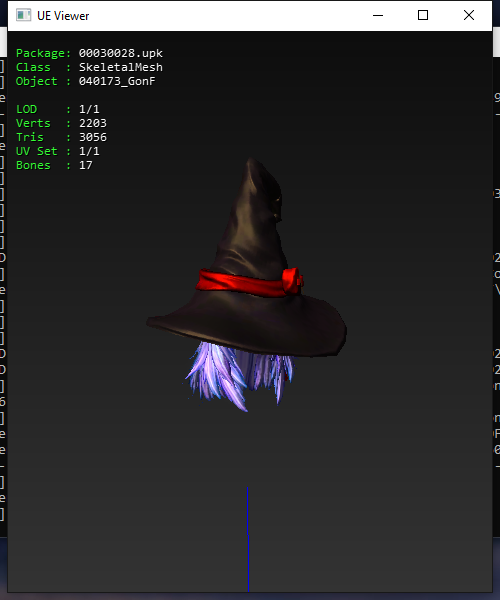 UE Viewer
Package: 00030028.upk
Class : SkeletalMesh
Object : 040173_GonF
LOD : 1/1
Verts : 2203
Tris : 3056
UV Set : 1/1
Bones : 17